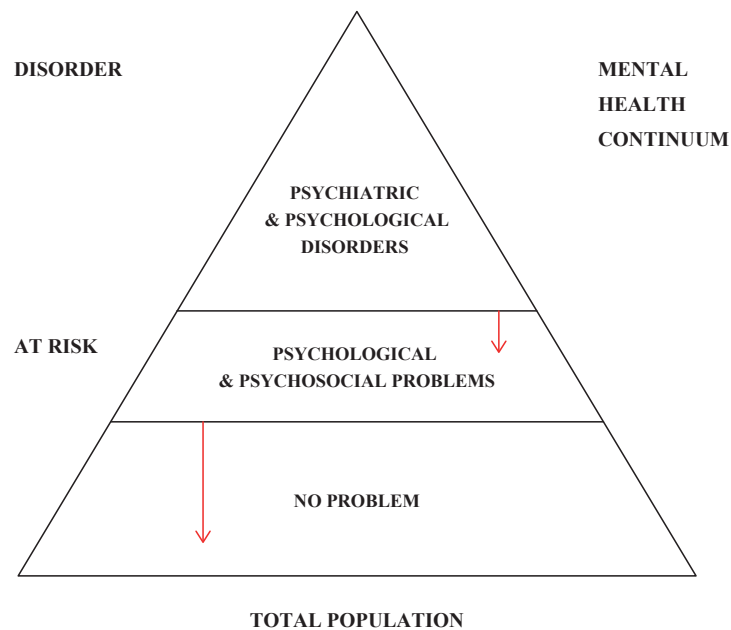 DISORDER
MENTAL
HEALTH
CONTINUUM
PSYCHIATRIC
& PSYCHOLOGICAL
DISORDERS
AT RISK
PSYCHOLOGICAL
& PSYCHOSOCIAL PROBLEMS
NO PROBLEM
TOTAL POPULATION